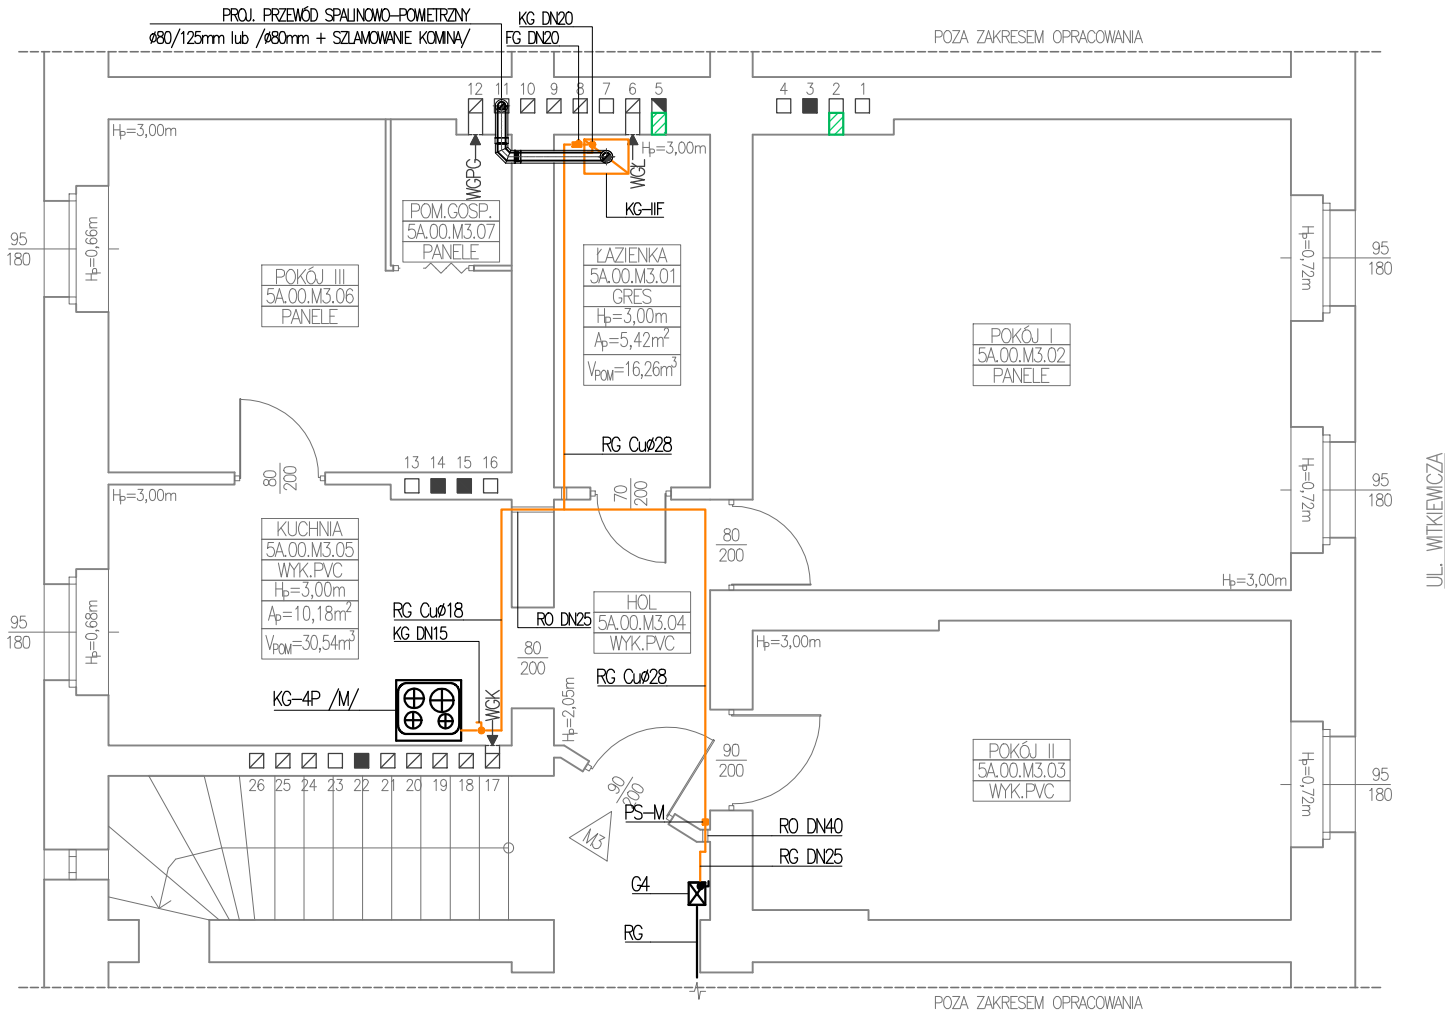 PROJ. PRZEWÓD SPALINOWO-POWIETRZNY
ø80/125mm lub /ø80mm + SZLAMOWANIE KOMINA/
KG DN20
FG DN20
POZA ZAKRESEM OPRACOWANIA
12 11 10 9 8 7 6 5
4 3 2 1
Hp=3,00m
Hp=3,00m
WGPG
WGŁ
KG-IIF
POM.GOSP.
5A.00.M3.07
PANELE
95
180
Hp=0,66m
POKÓJ III
5A.00.M3.06
PANELE
ŁAZIENKA
5A.00.M3.01
GRES
Hp=3,00m
Ap=5,42m²
VPOM=16,26m³
Hp=0,72m
95
180
POKÓJ I
5A.00.M3.02
PANELE
RG Cuø28
13 14 15 16
80
200
70
200
Hp=3,00m
Hp=0,72m
95
180
UL. WITKIEWCZA
KUCHNIA
5A.00.M3.05
WYK.PVC
Hp=3,00m
Ap=10,18m²
VPOM=30,54m³
80
200
Hp=3,00m
95
180
Hp=0,68m
RG Cuø18
KG DN15
RO DN25
HOL
5A.00.M3.04
WYK.PVC
Hp=3,00m
80
200
RG Cuø28
KG-4P /M/
WGK
Hp=2,05m
90
200
POKÓJ II
5A.00.M3.03
WYK.PVC
Hp=0,72m
95
180
26 25 24 23 22 21 20 19 18 17
90
200
PS-M
M3
RO DN40
RG DN25
G4
RG
POZA ZAKRESEM OPRACOWANIA